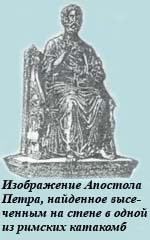 Изображение Апостола
Петра, найденное высе-
ченным на стене в одной
из римских катакомб